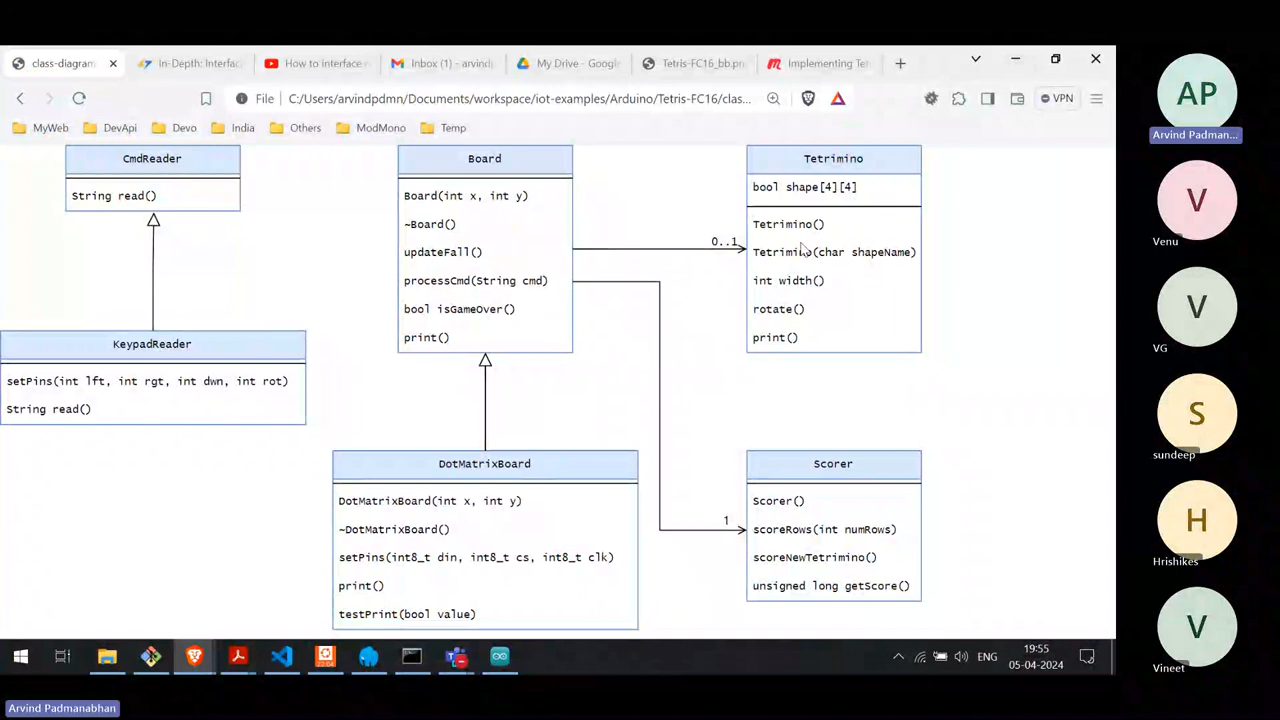 class-diagran
In-Depth: Interfac
How to interface r
Inbox (1) - arvindp
My Drive - Google
Tetris-FC16_bb.pn
Implementing Tet
File
C:/Users/arvindpdmn/Documents/workspace/iot-examples/Arduino/Tetris-FC16/clas...
VPN
MyWeb
DevApi
Devo
India
Others
ModMono
Temp
CmdReader
String read()
KeypadReader
setPins(int lft, int rgt, int dwn, int rot)
String read()
Board
Board(int x, int y)
~Board()
updateFall()
processCmd(String cmd)
bool isGameOver()
print()
0..1
Tetrimino
bool shape[4][4]
Tetrimino()
Tetrimino(char shapeName)
int width()
rotate()
print()
DotMatrixBoard
DotMatrixBoard(int x, int y)
~DotMatrixBoard()
setPins(int8_t din, int8_t cs, int8_t clk)
print()
testPrint(bool value)
1
Scorer
Scorer()
scoreRows(int numRows)
scoreNewTetrimino()
unsigned long getScore()
22:04
ENG
19:55
05-04-2024
AP
Arvind Padman...
V
Venu
V
VG
S
sundeep
H
Hrishikes
V
Vineet
Arvind Padmanabhan